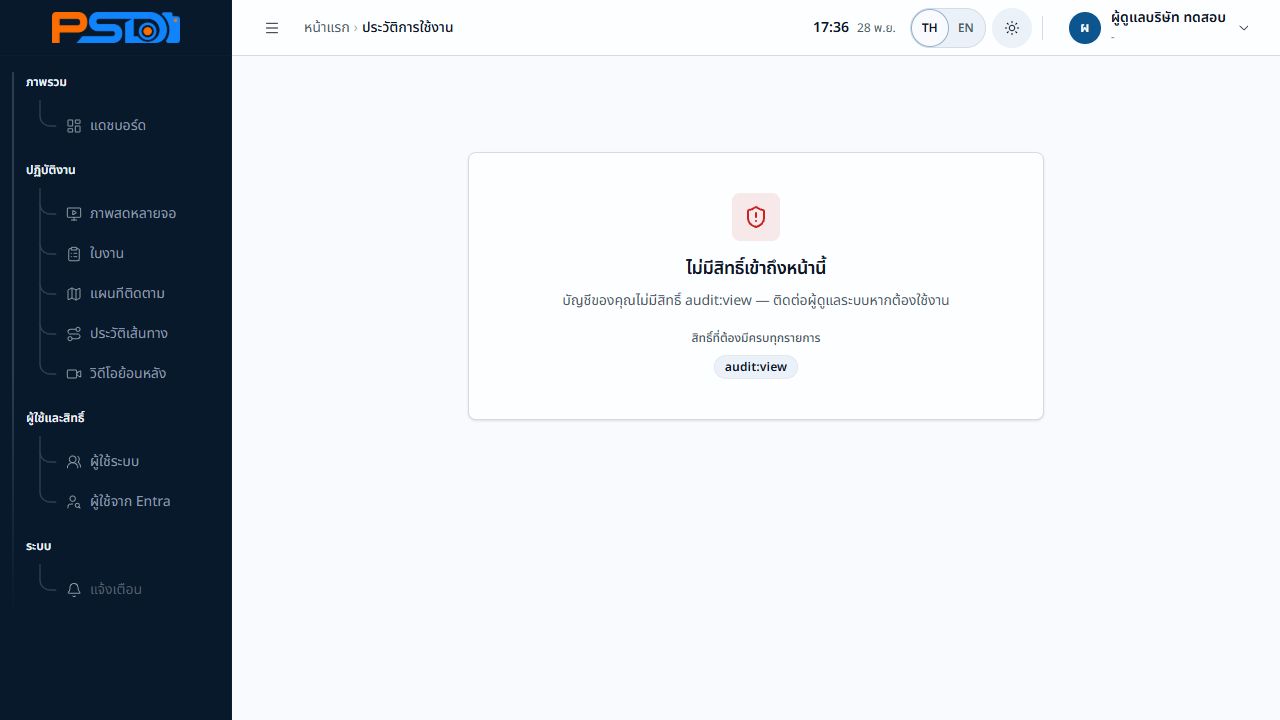 PSD
ภาพรวม
แดชบอร์ด
ปฏิบัติงาน
ภาพสดหลายจอ
ใบงาน
แผนที่ติดตาม
ประวัติเส้นทาง
วิดีโอย้อนหลัง
ผู้ใช้และสิทธิ์
ผู้ใช้ระบบ
ผู้ใช้จาก Entra
ระบบ
แจ้งเตือน
หน้าแรก › ประวัติการใช้งาน
17:36 28 พ.ย. TH EN
ผ ผู้ดูแลบริษัท ทดสอบ
-
ไม่มีสิทธิ์เข้าถึงหน้านี้
บัญชีของคุณไม่มีสิทธิ์ audit:view — ติดต่อผู้ดูแลระบบหากต้องใช้งาน
สิทธิ์ที่ต้องมีครบทุกรายการ
audit:view